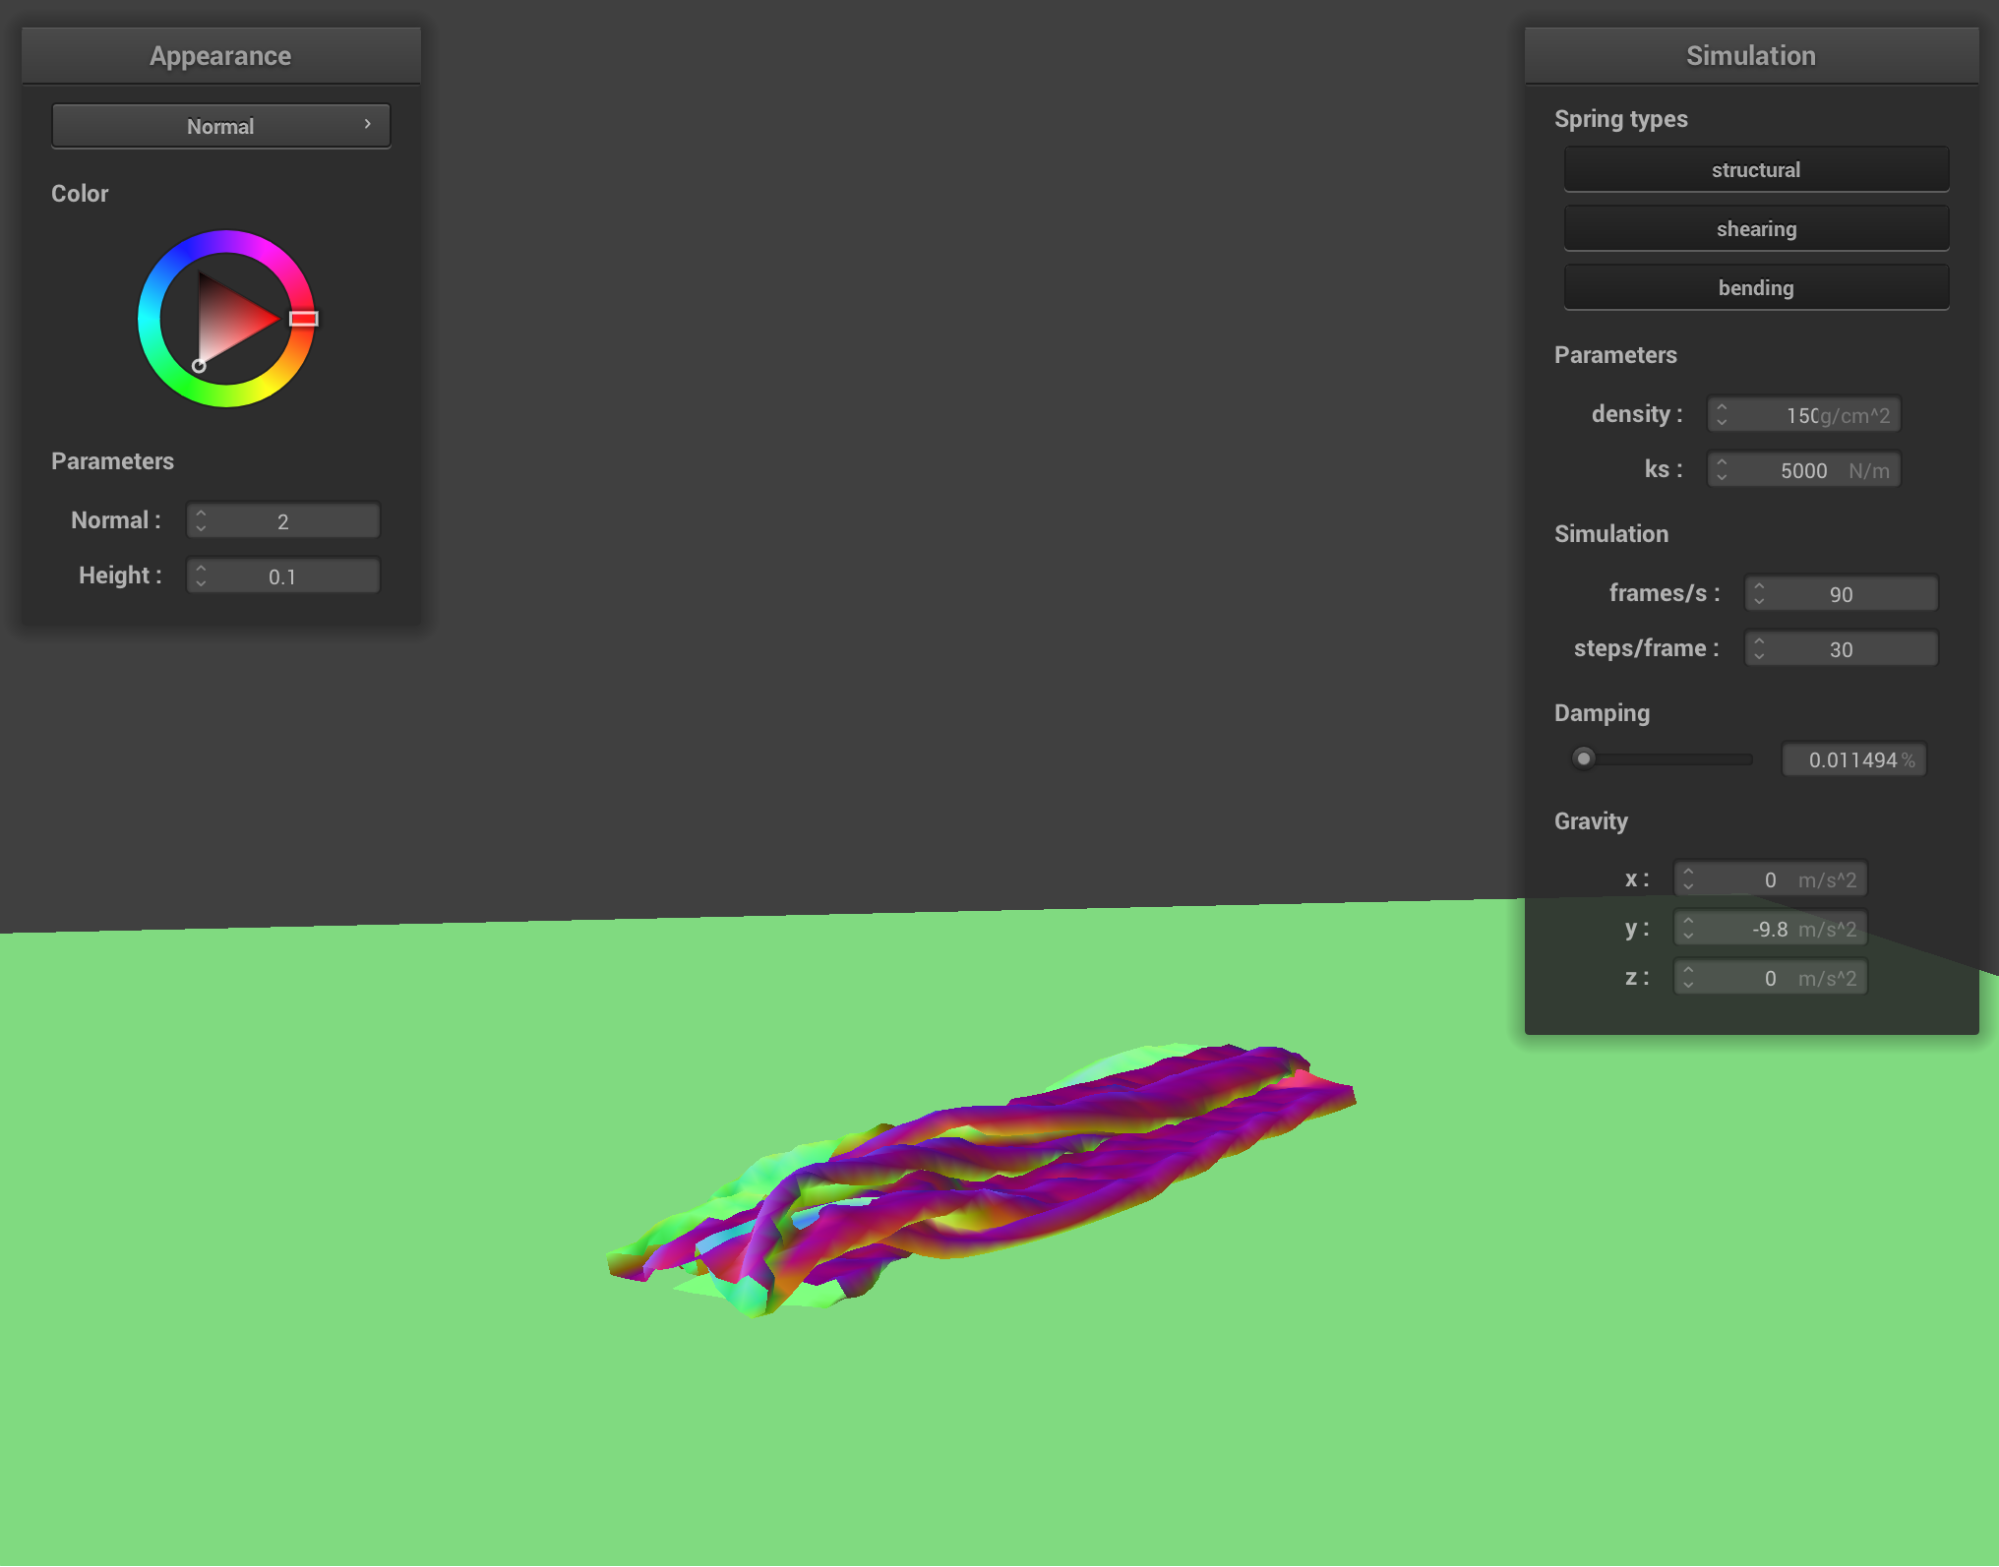 Appearance
Normal
Color
Parameters
Normal : 2
Height : 0.1
Simulation
Spring types
structural
shearing
bending
Parameters
density : 150g/cm^2
ks : 5000 N/m
Simulation
frames/s : 90
steps/frame : 30
Damping
0.011494 %
Gravity
x : 0 m/s^2
y : -9.8 m/s^2
z : 0 m/s^2